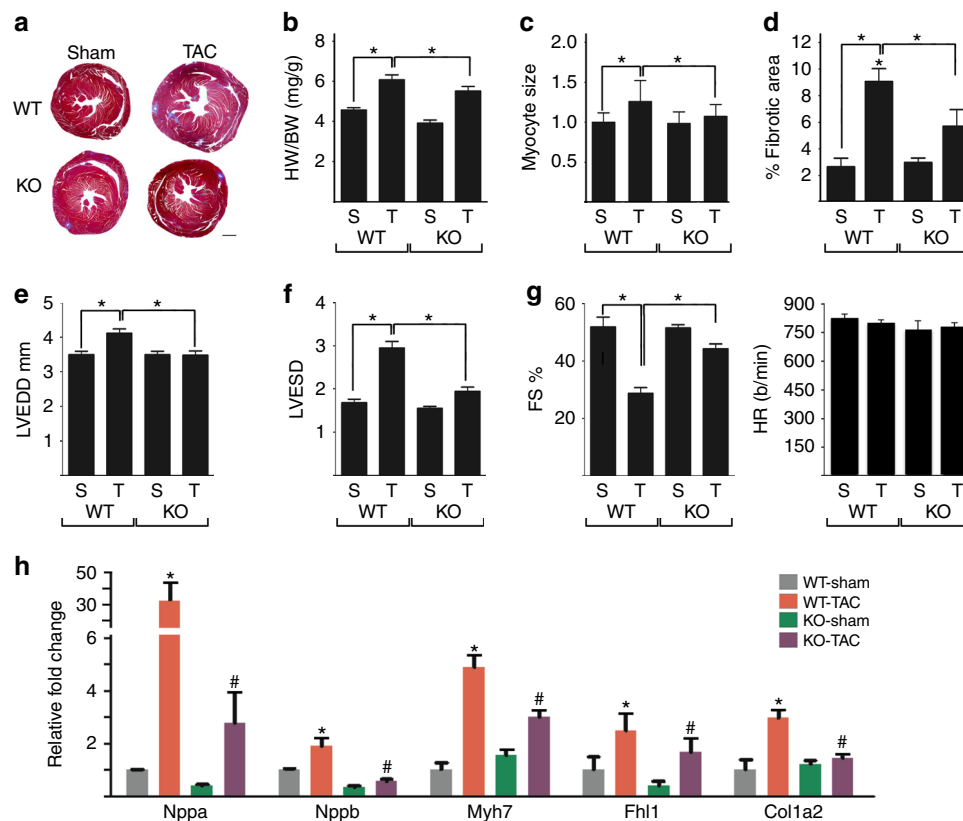 a
Sham TAC
WT
KO
b
HW/BW (mg/g)
8
6
4
2
* *
S T S T
WT KO
c
Myocyte size
2.0
1.5
1.0
0.5
* *
S T S T
WT KO
d
% Fibrotic area
12
10
8
6
4
2
* *
*
S T S T
WT KO
e
LVEDD mm
5
4
3
2
1
* *
S T S T
WT KO
f
LVESD
4
3
2
1
* *
S T S T
WT KO
g
FS %
60
40
20
* *
S T S T
WT KO
HR (b/min)
900
750
600
450
300
150
S T S T
WT KO
h
Relative fold change
50
30
10
6
4
2
* # * # * # * # * #
Nppa Nppb Myh7 Fhl1 Col1a2
WT-sham
WT-TAC
KO-sham
KO-TAC